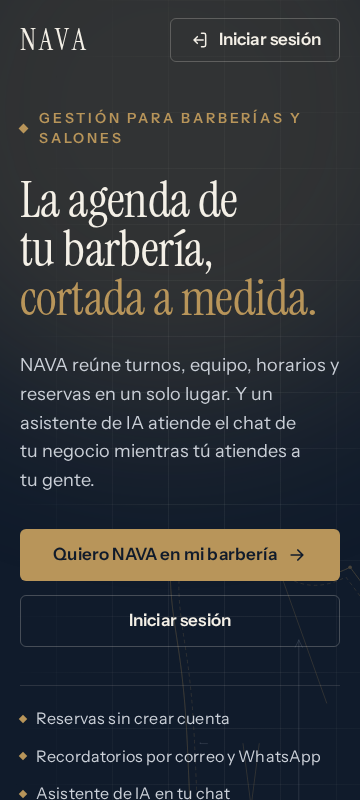 NAVA
Iniciar sesión
GESTIÓN PARA BARBERÍAS Y
SALONES
La agenda de
tu barbería,
cortada a medida.
NAVA reúne turnos, equipo, horarios y
reservas en un solo lugar. Y un
asistente de IA atiende el chat de
tu negocio mientras tú atiendes a
tu gente.
Quiero NAVA en mi barbería
Iniciar sesión
Reservas sin crear cuenta
Recordatorios por correo y WhatsApp
Asistente de IA en tu chat